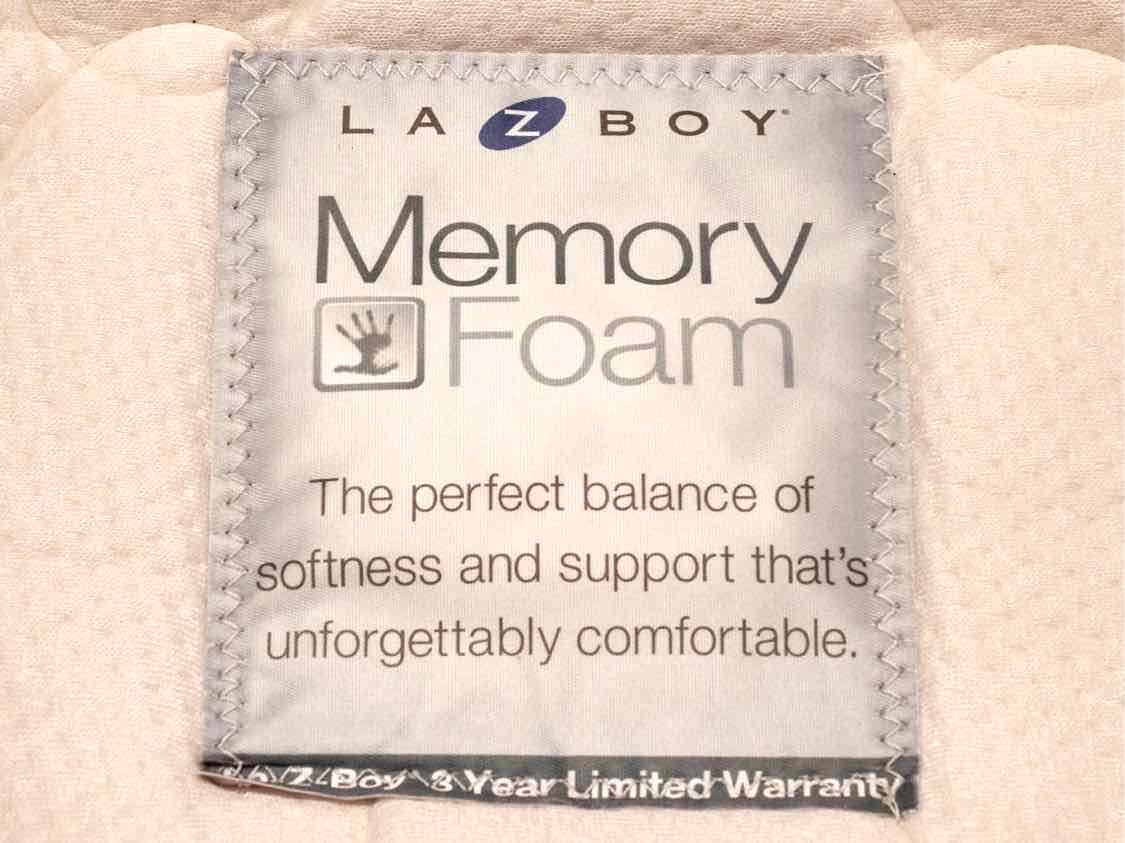 LA Z BOY®
Memory
Foam
The perfect balance of
softness and support that's
unforgettably comfortable.
La Z Boy 3 Year Limited Warranty